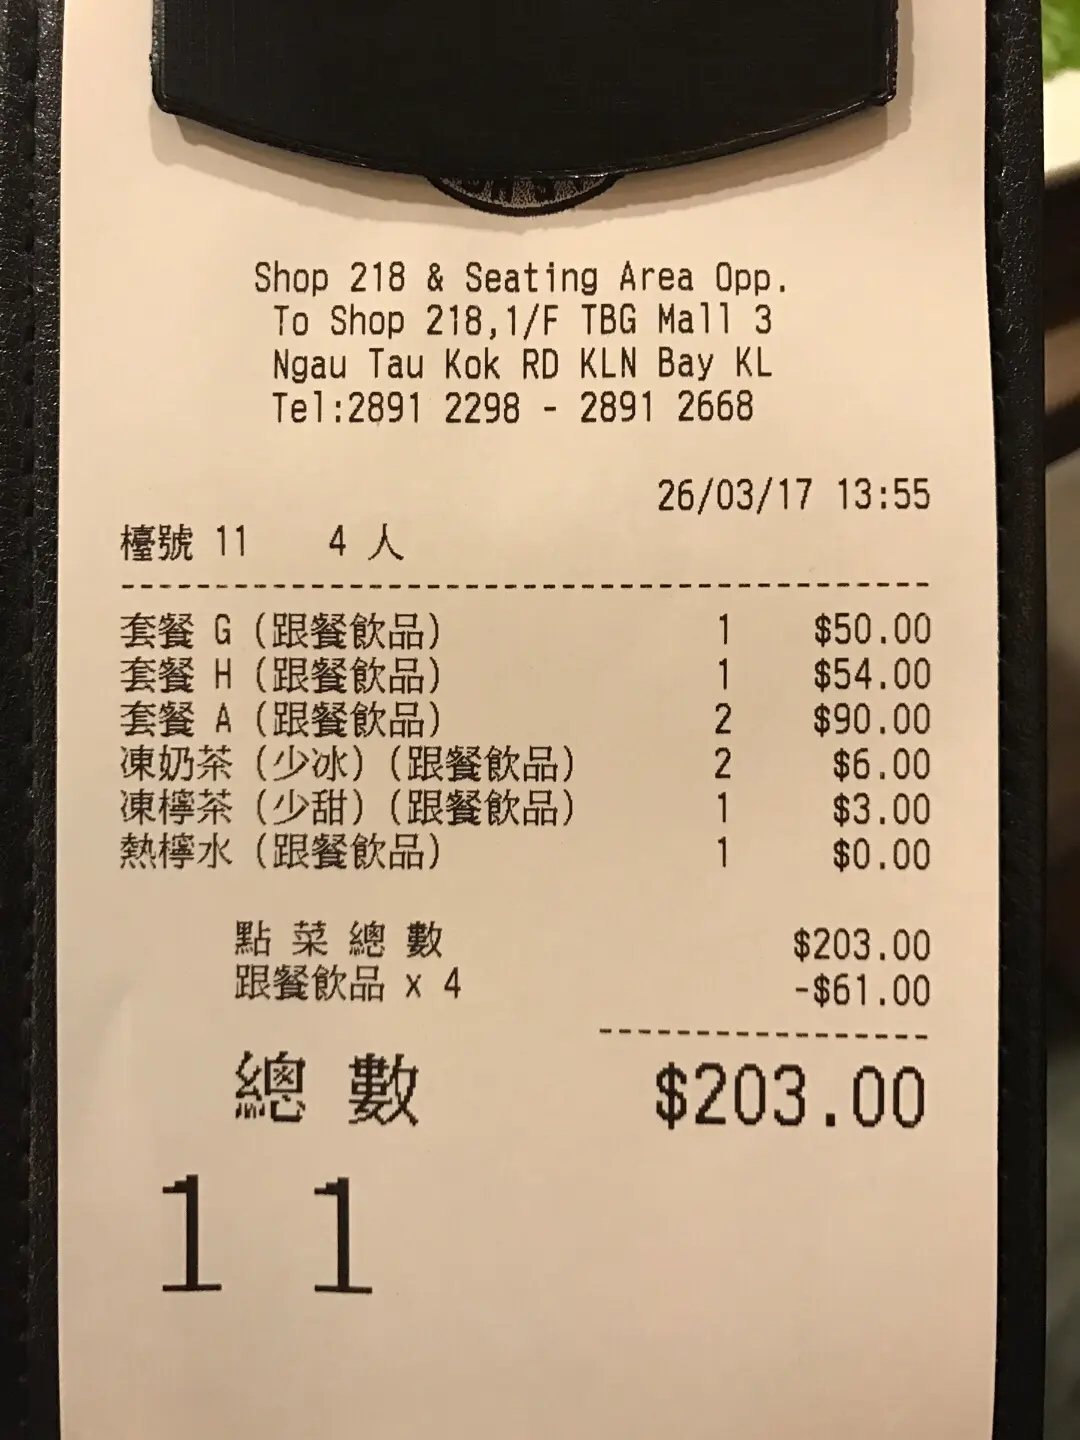 Shop 218 & Seating Area Opp.
To Shop 218,1/F TBG Mall 3
Ngau Tau Kok RD KLN Bay KL
Tel:2891 2298 - 2891 2668
26/03/17 13:55
檯號 11 4 人
套餐 G (跟餐飲品) 1 $50.00
套餐 H (跟餐飲品) 1 $54.00
套餐 A (跟餐飲品) 2 $90.00
凍奶茶 (少冰) (跟餐飲品) 2 $6.00
凍檸茶 (少甜) (跟餐飲品) 1 $3.00
熱檸水 (跟餐飲品) 1 $0.00
點 菜 總 數 $203.00
跟餐飲品 x 4 -$61.00
總 數 $203.00
1 1